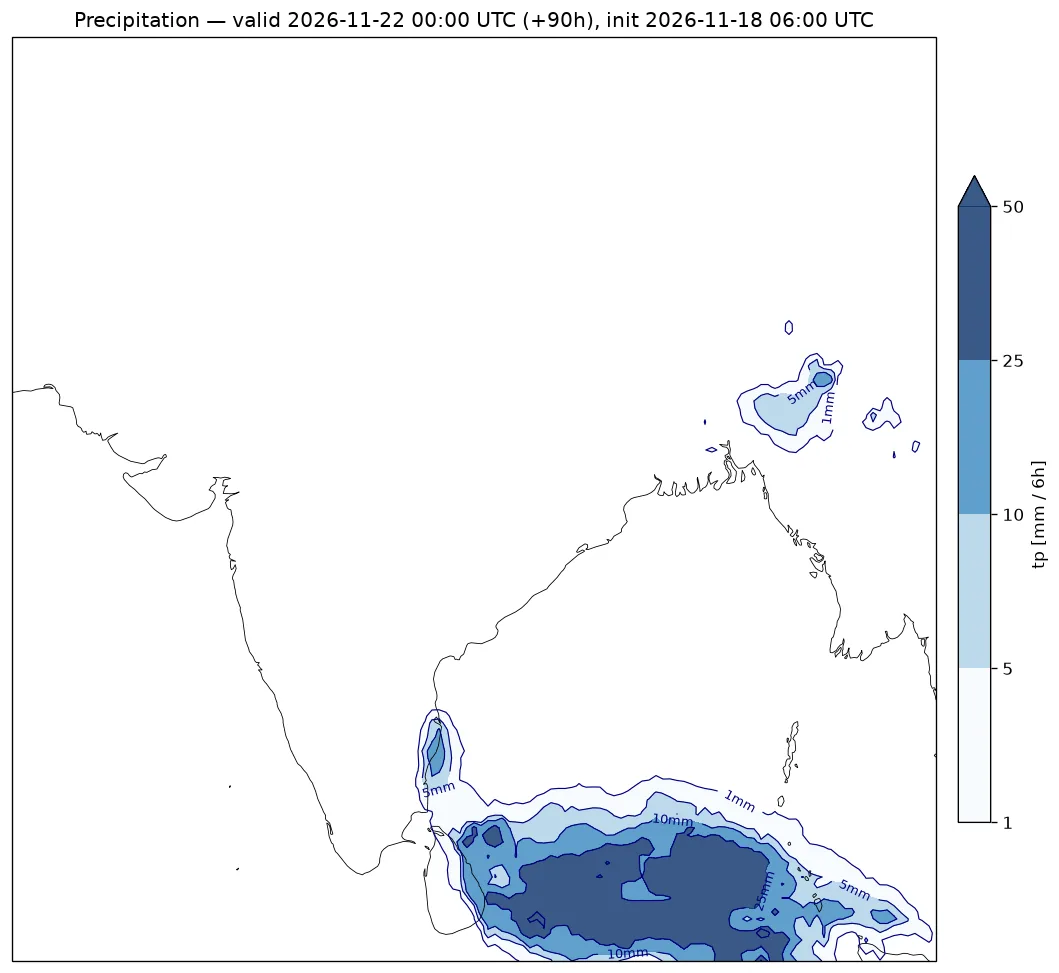 Precipitation — valid 2026-11-22 00:00 UTC (+90h), init 2026-11-18 06:00 UTC
50
25
10
5
1
tp [mm / 6h]
5mm
1mm
5mm
1mm
10mm
5mm
25mm
10mm